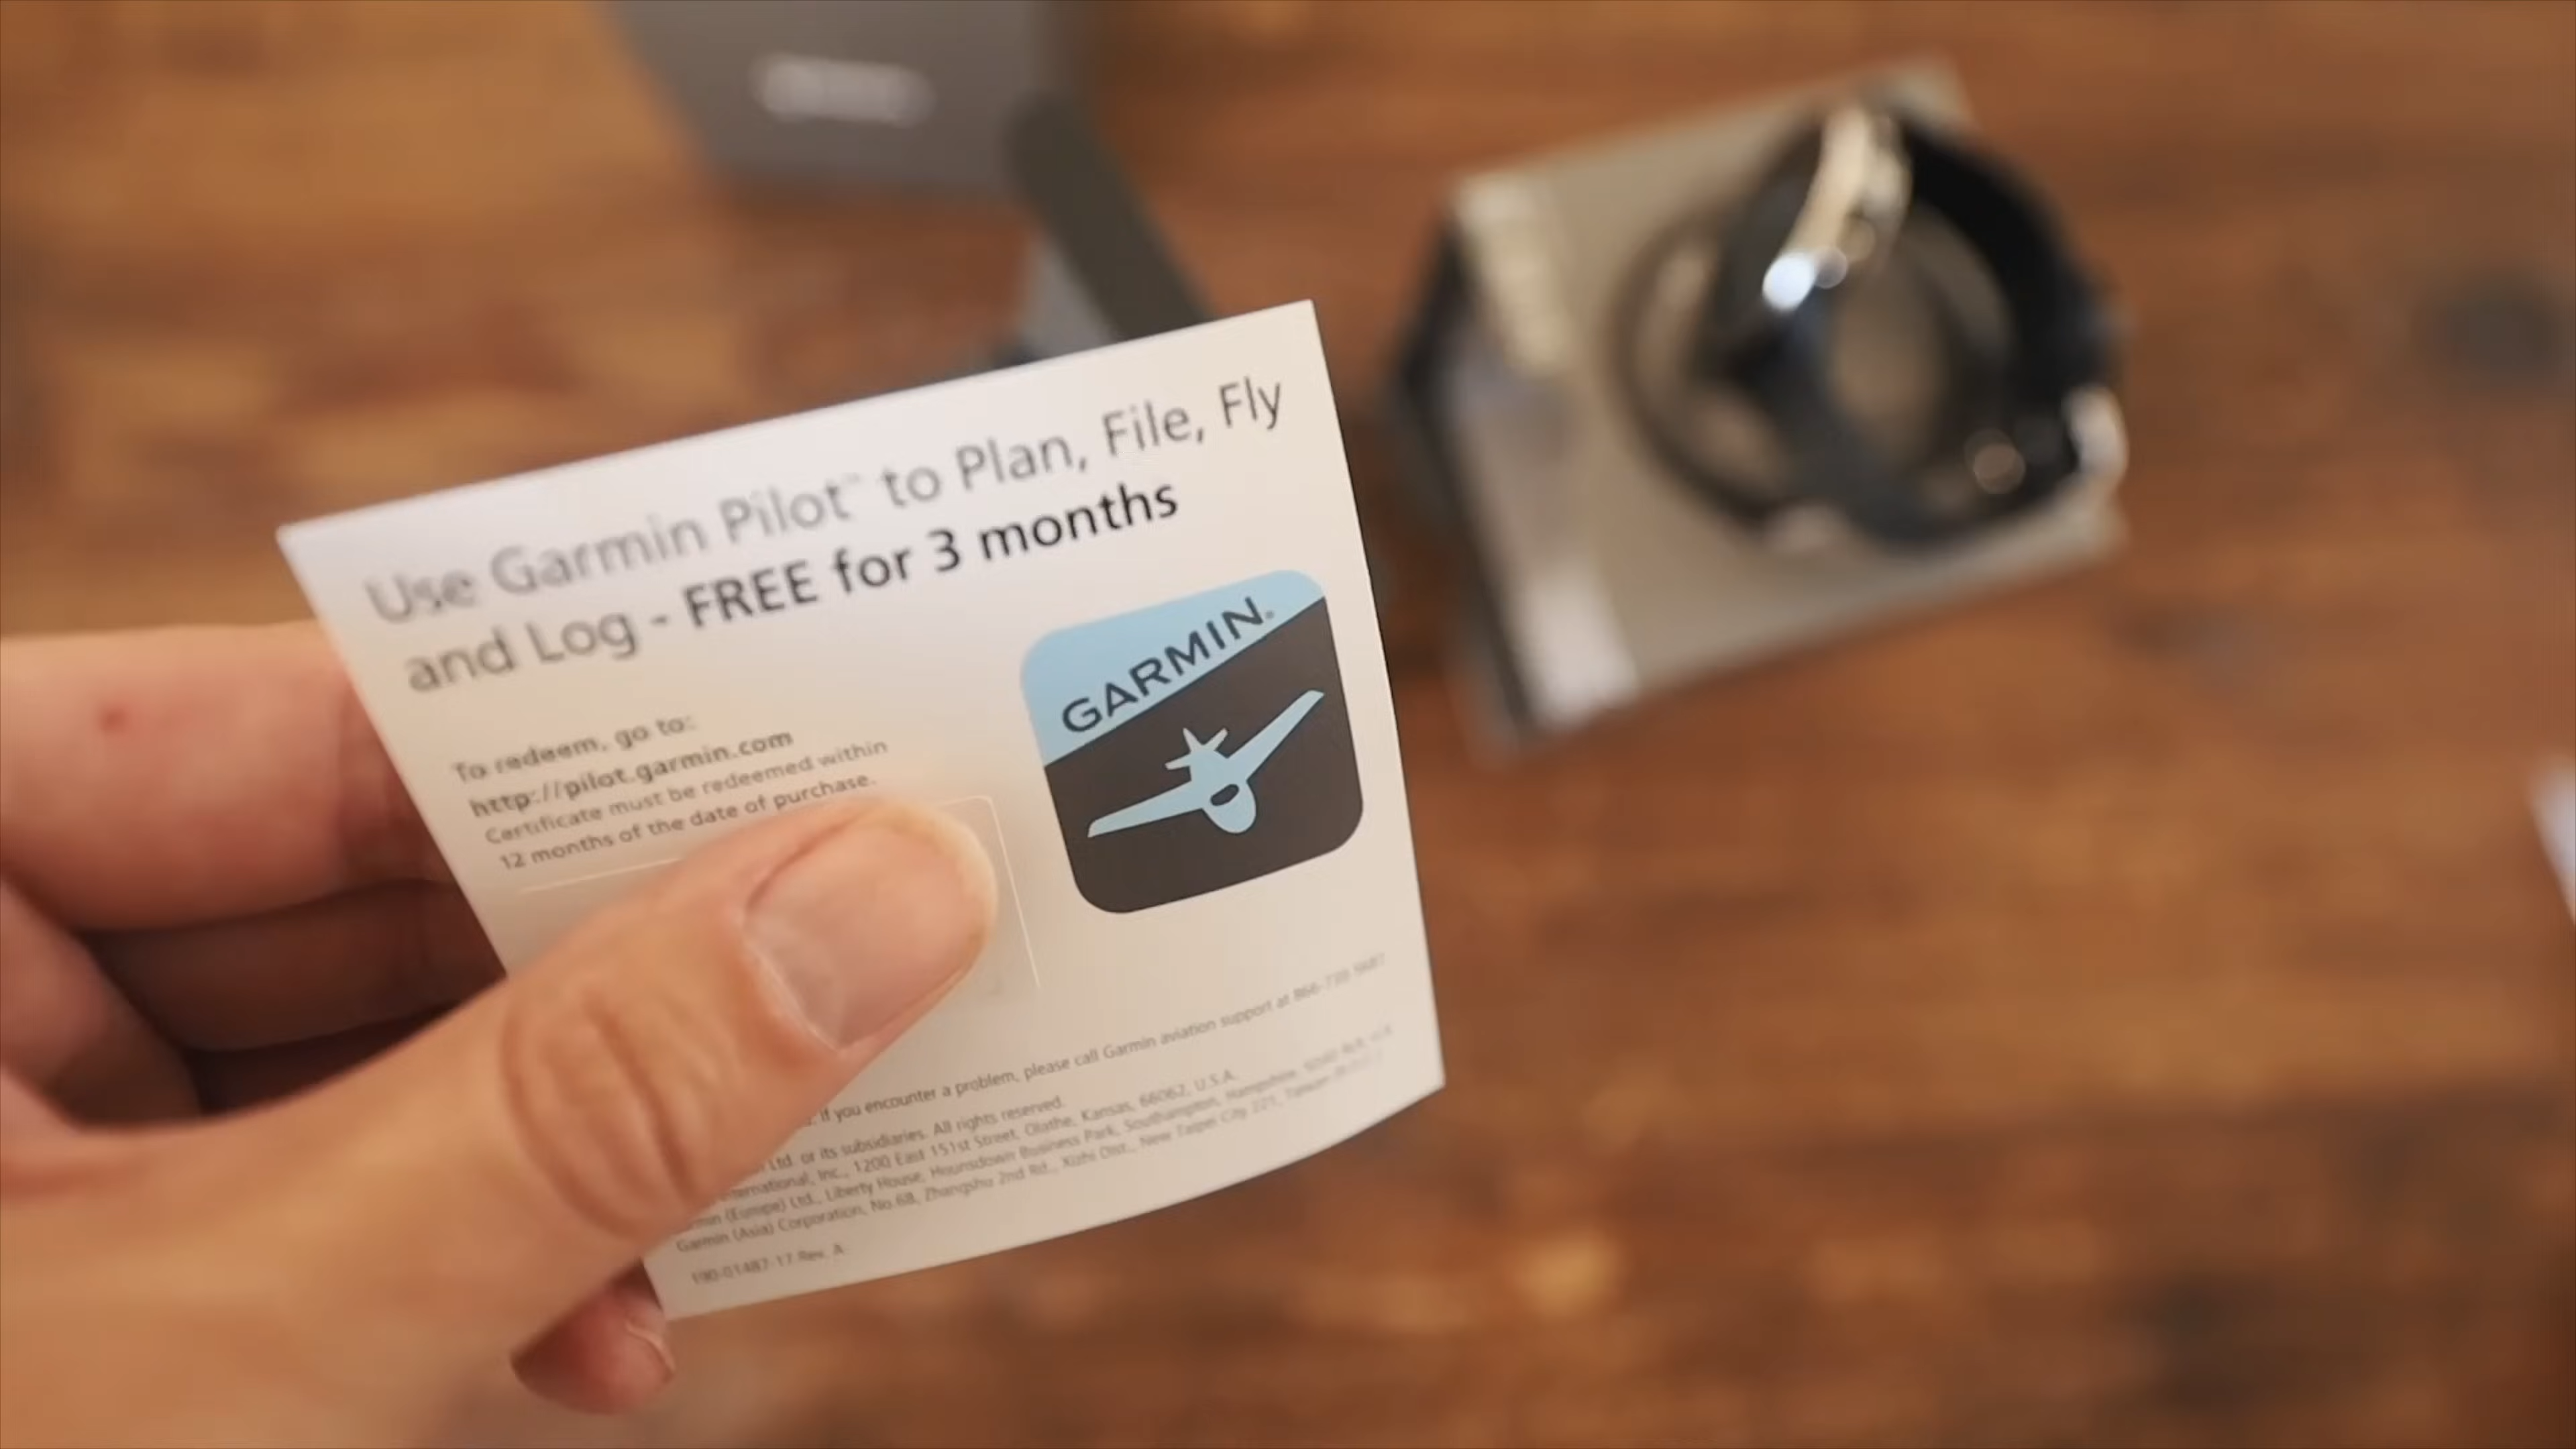 Use Garmin Pilot™ to Plan, File, Fly
and Log - FREE for 3 months
GARMIN.
To redeem, go to:
http://pilot.garmin.com
Certificate must be redeemed within
12 months of the date of purchase.
If you encounter a problem, please call Garmin aviation support at
Ltd. or its subsidiaries. All rights reserved.
International, Inc., 1200 East 151st Street, Olathe, Kansas, 66062, U.S.A.
(Europe) Ltd., Liberty House, Hounsdown Business Park, Southampton, Hampshire,
Garmin (Asia) Corporation, No.68, Zhangshu 2nd Rd., Xizhi Dist., New Taipei City 221, Taiwan
190-01487-17 Rev. A